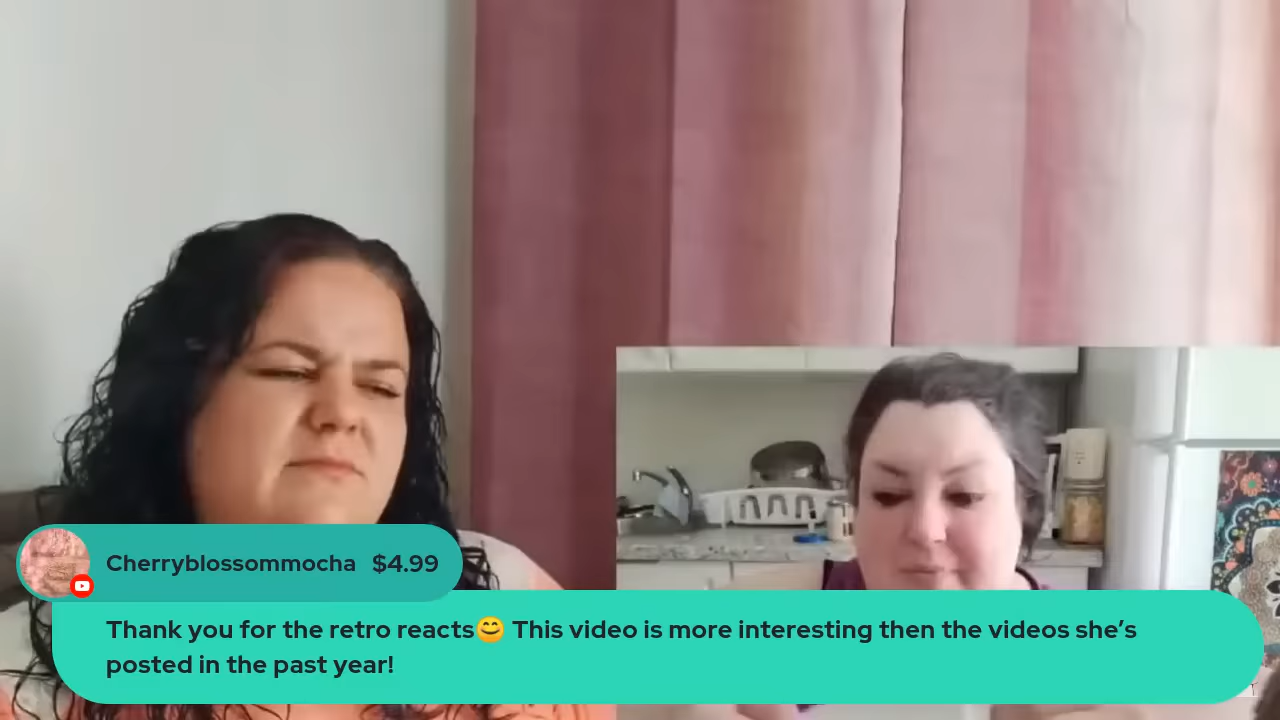 Cherryblossommocha $4.99
Thank you for the retro reacts😊 This video is more interesting then the videos she's
posted in the past year!